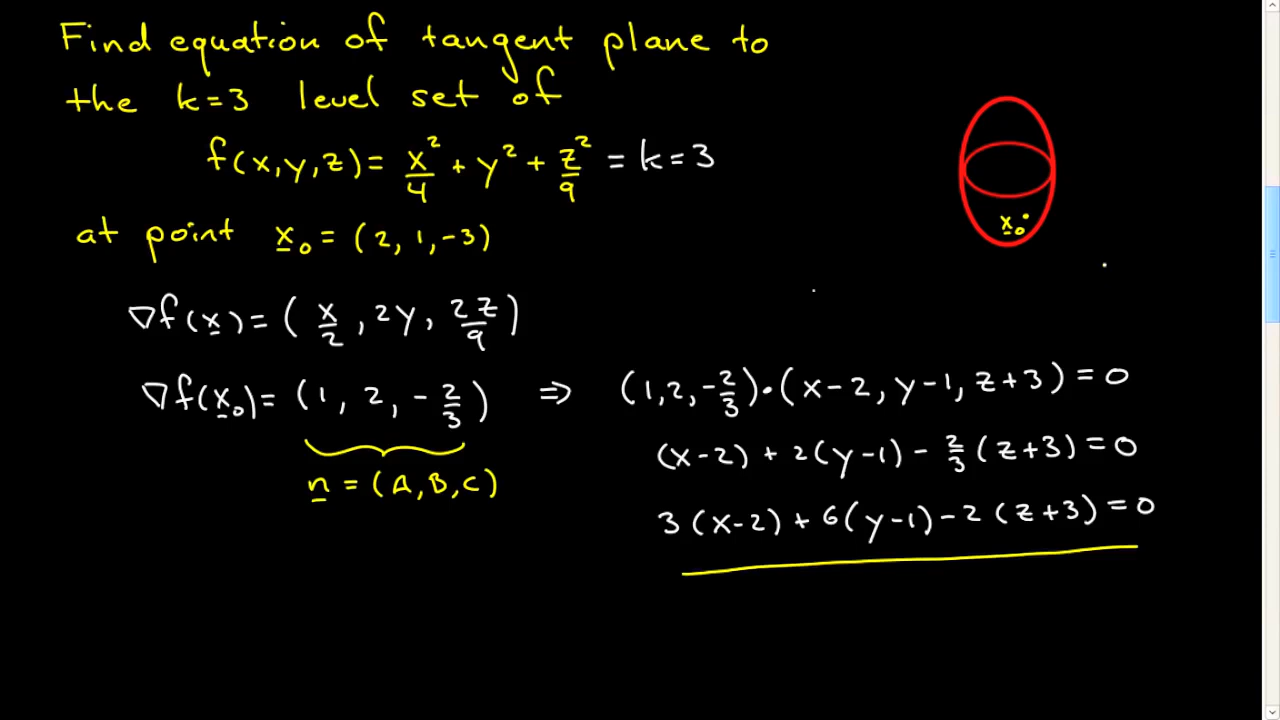 Find equation of tangent plane to
the k=3 level set of
f(x,y,z) = x²/4 + y² + z²/9 = k = 3
at point x₀ = (2, 1, -3)
x₀
∇f(x) = (x/2, 2y, 2z/9)
∇f(x₀) = (1, 2, -2/3) ⇒ (1,2,-2/3)·(x-2, y-1, z+3) = 0
(x-2) + 2(y-1) - 2/3 (z+3) = 0
n = (A,B,C)
3(x-2) + 6(y-1) - 2(z+3) = 0